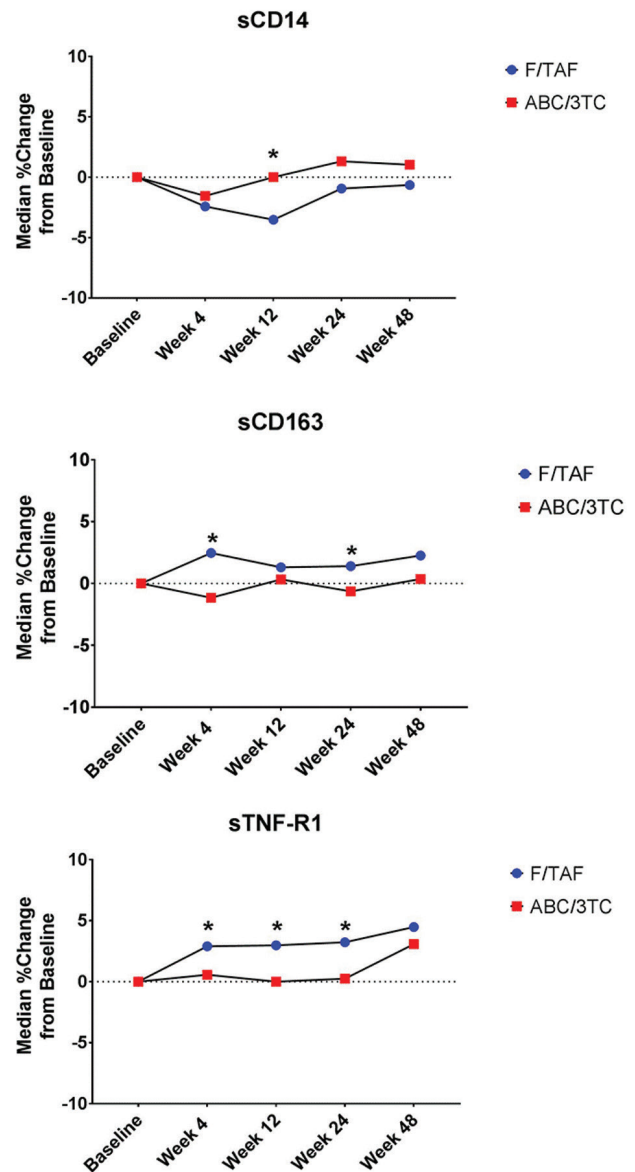 sCD14
F/TAF
ABC/3TC
Median %Change
from Baseline
10
5
0
-5
-10
*
Baseline
Week 4
Week 12
Week 24
Week 48
sCD163
F/TAF
ABC/3TC
Median %Change
from Baseline
10
5
0
-5
-10
*
*
Baseline
Week 4
Week 12
Week 24
Week 48
sTNF-R1
F/TAF
ABC/3TC
Median %Change
from Baseline
10
5
0
-5
-10
*
*
*
Baseline
Week 4
Week 12
Week 24
Week 48